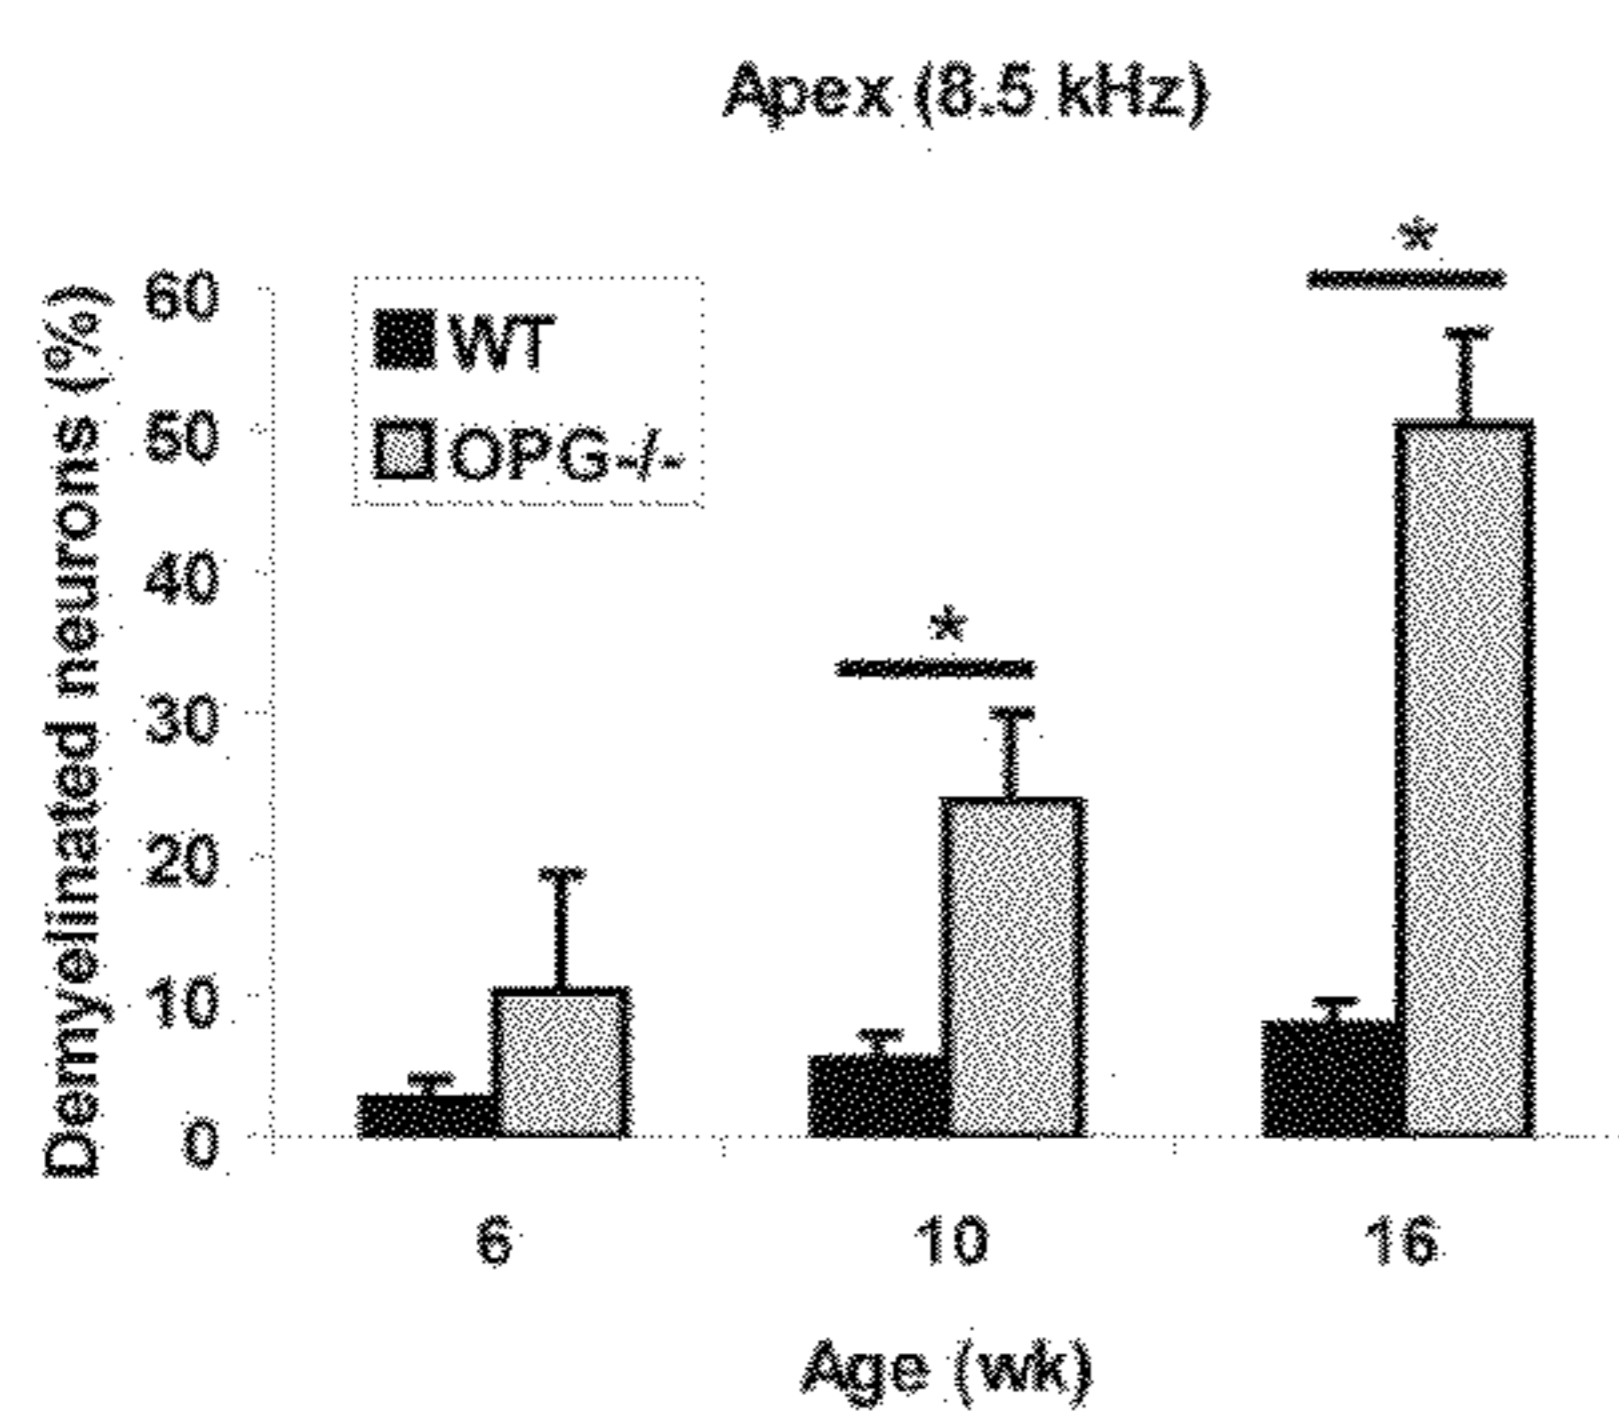 Apex (8.5 kHz)
*
60
WT
50
OPG-/-
40
*
30
20
10
0
Demyelinated neurons (%)
6 10 16
Age (wk)